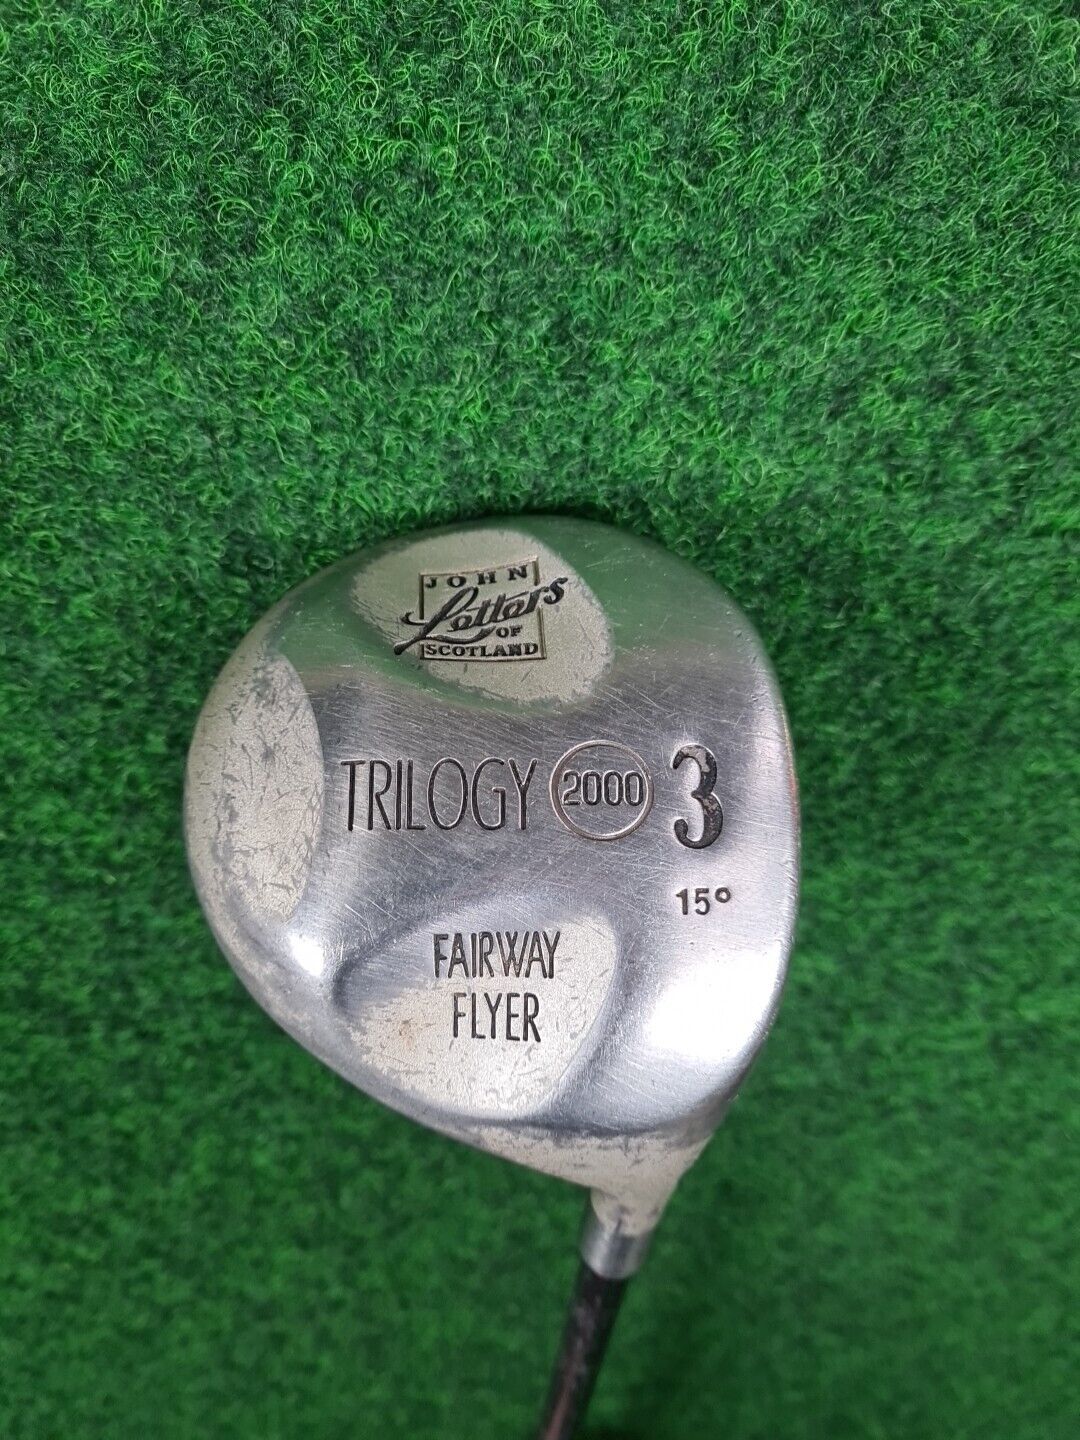 JOHN
Letters
OF
SCOTLAND
TRILOGY 2000 3
15°
FAIRWAY
FLYER